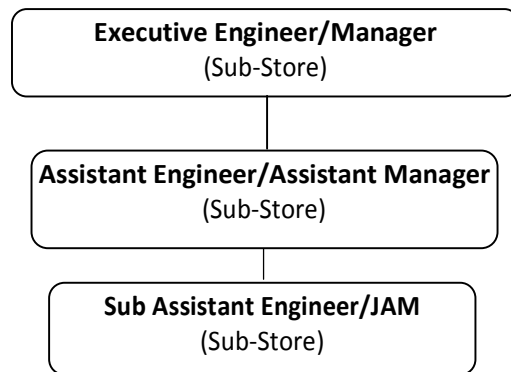 Executive Engineer/Manager
(Sub-Store)
Assistant Engineer/Assistant Manager
(Sub-Store)
Sub Assistant Engineer/JAM
(Sub-Store)